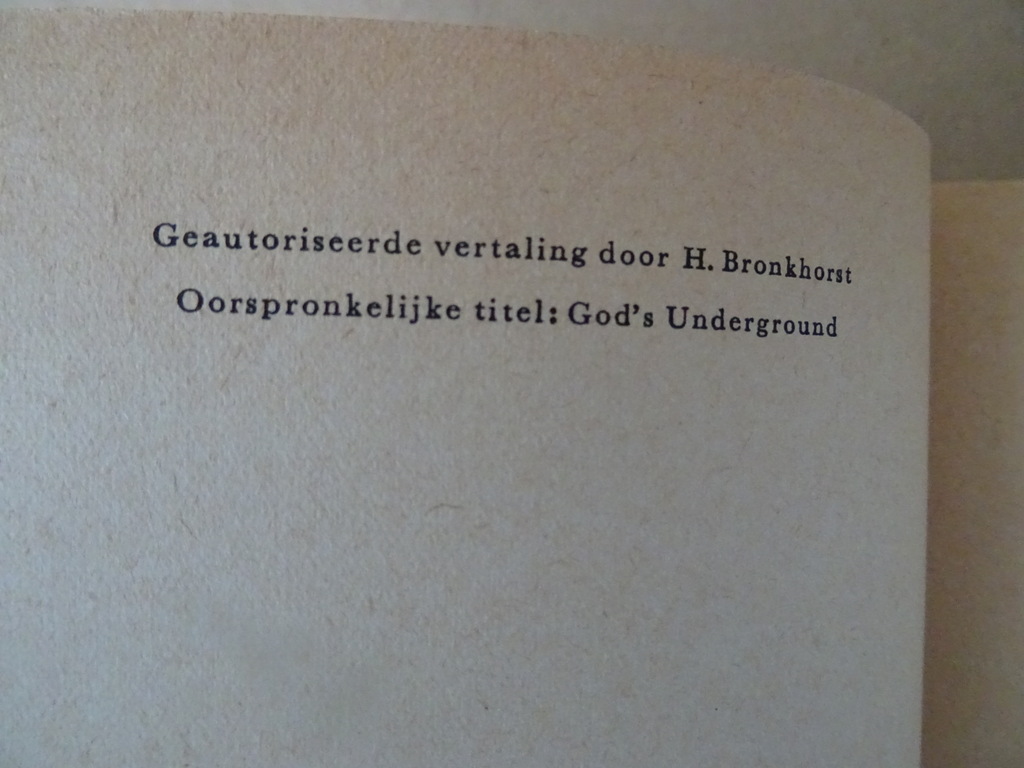 Geautoriseerde vertaling door H. Bronkhorst
Oorspronkelijke titel: God's Underground